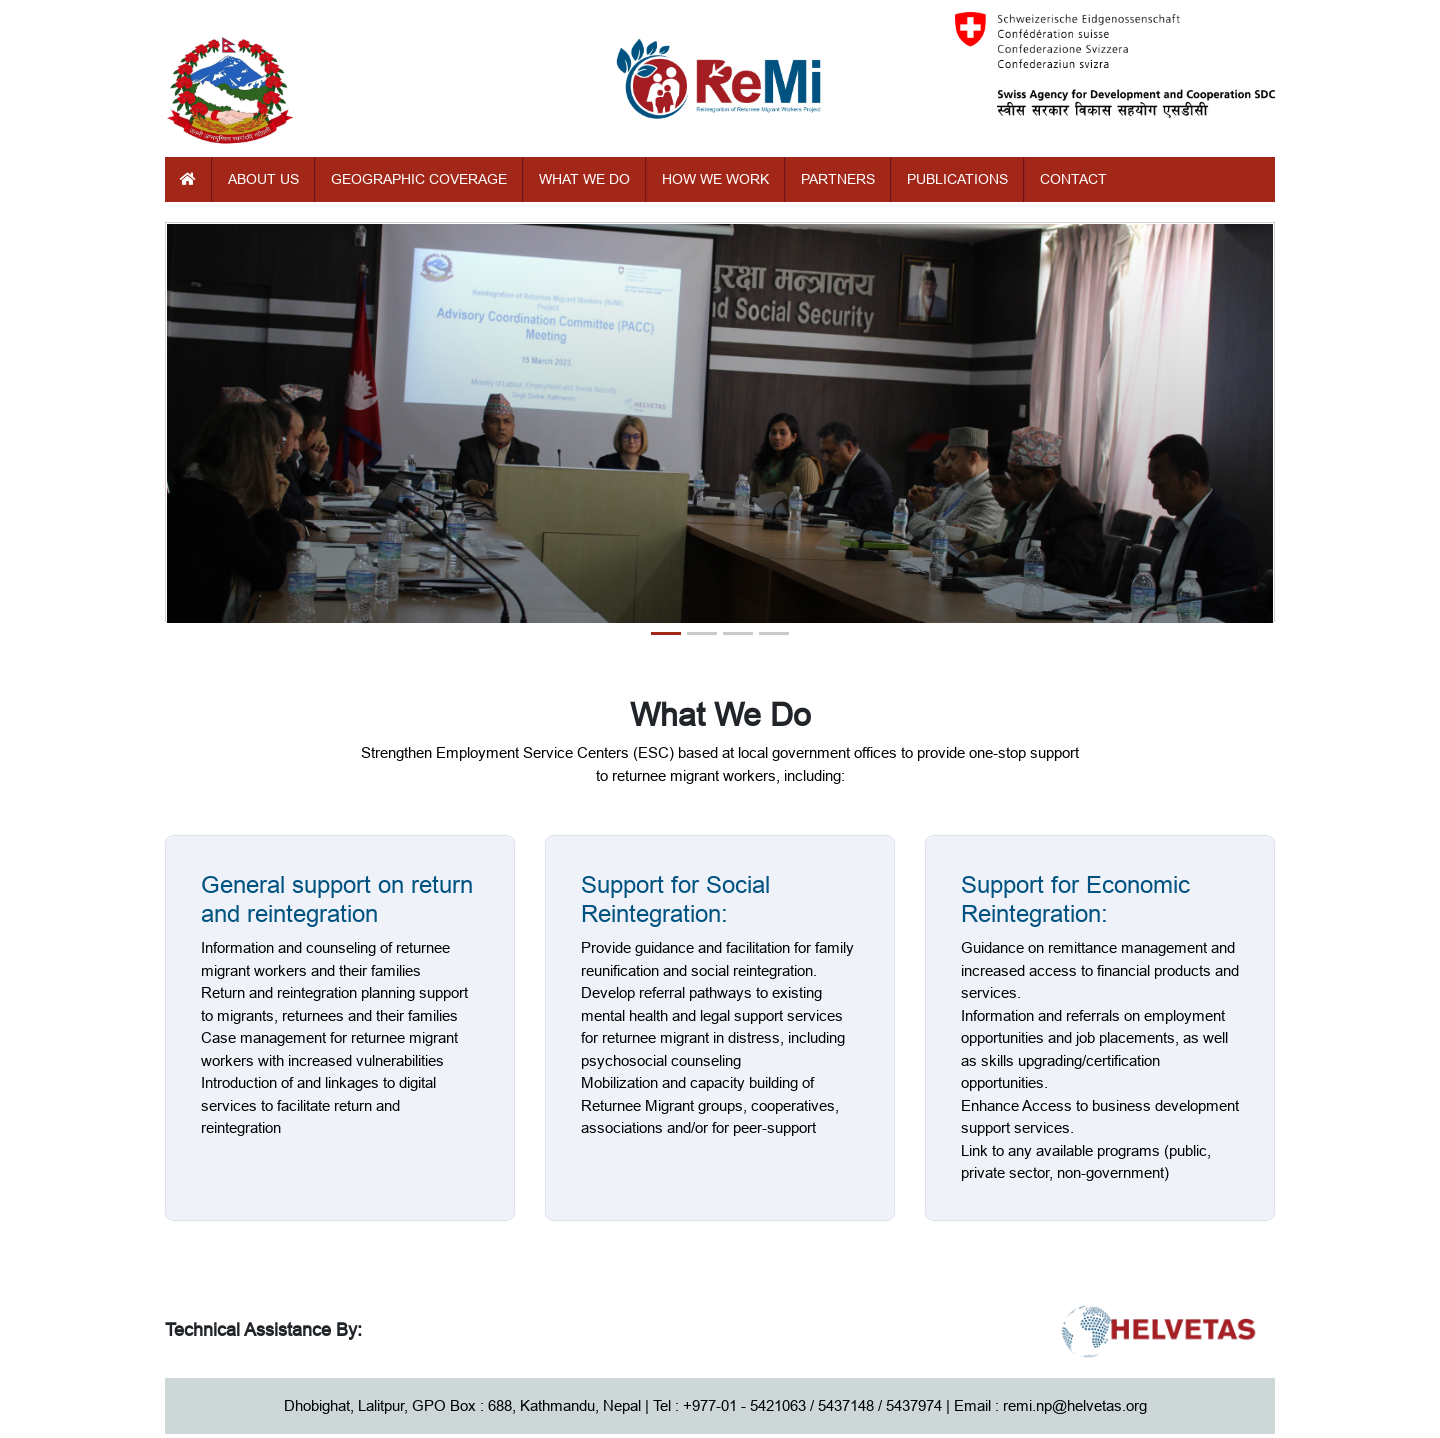 Schweizerische Eidgenossenschaft
Confédération suisse
Confederazione Svizzera
Confederaziun svizra
Swiss Agency for Development and Cooperation SDC
स्वीस सरकार विकास सहयोग एसडीसी
ReMi
Reintegration of Returnee Migrant Workers Project
ABOUT US
GEOGRAPHIC COVERAGE
WHAT WE DO
HOW WE WORK
PARTNERS
PUBLICATIONS
CONTACT
Reintegration of Returnee Migrant Workers (ReMi)
Project
Advisory Coordination Committee (PACC)
Meeting
15 March 2023
Ministry of Labour, Employment and Social Security
Singh Durbar, Kathmandu
HELVETAS
सुरक्षा मन्त्रालय
nd Social Security
What We Do
Strengthen Employment Service Centers (ESC) based at local government offices to provide one-stop support
to returnee migrant workers, including:
General support on return
and reintegration
Information and counseling of returnee
migrant workers and their families
Return and reintegration planning support
to migrants, returnees and their families
Case management for returnee migrant
workers with increased vulnerabilities
Introduction of and linkages to digital
services to facilitate return and
reintegration
Support for Social
Reintegration:
Provide guidance and facilitation for family
reunification and social reintegration.
Develop referral pathways to existing
mental health and legal support services
for returnee migrant in distress, including
psychosocial counseling
Mobilization and capacity building of
Returnee Migrant groups, cooperatives,
associations and/or for peer-support
Support for Economic
Reintegration:
Guidance on remittance management and
increased access to financial products and
services.
Information and referrals on employment
opportunities and job placements, as well
as skills upgrading/certification
opportunities.
Enhance Access to business development
support services.
Link to any available programs (public,
private sector, non-government)
Technical Assistance By:
HELVETAS
Dhobighat, Lalitpur, GPO Box : 688, Kathmandu, Nepal | Tel : +977-01 - 5421063 / 5437148 / 5437974 | Email : remi.np@helvetas.org